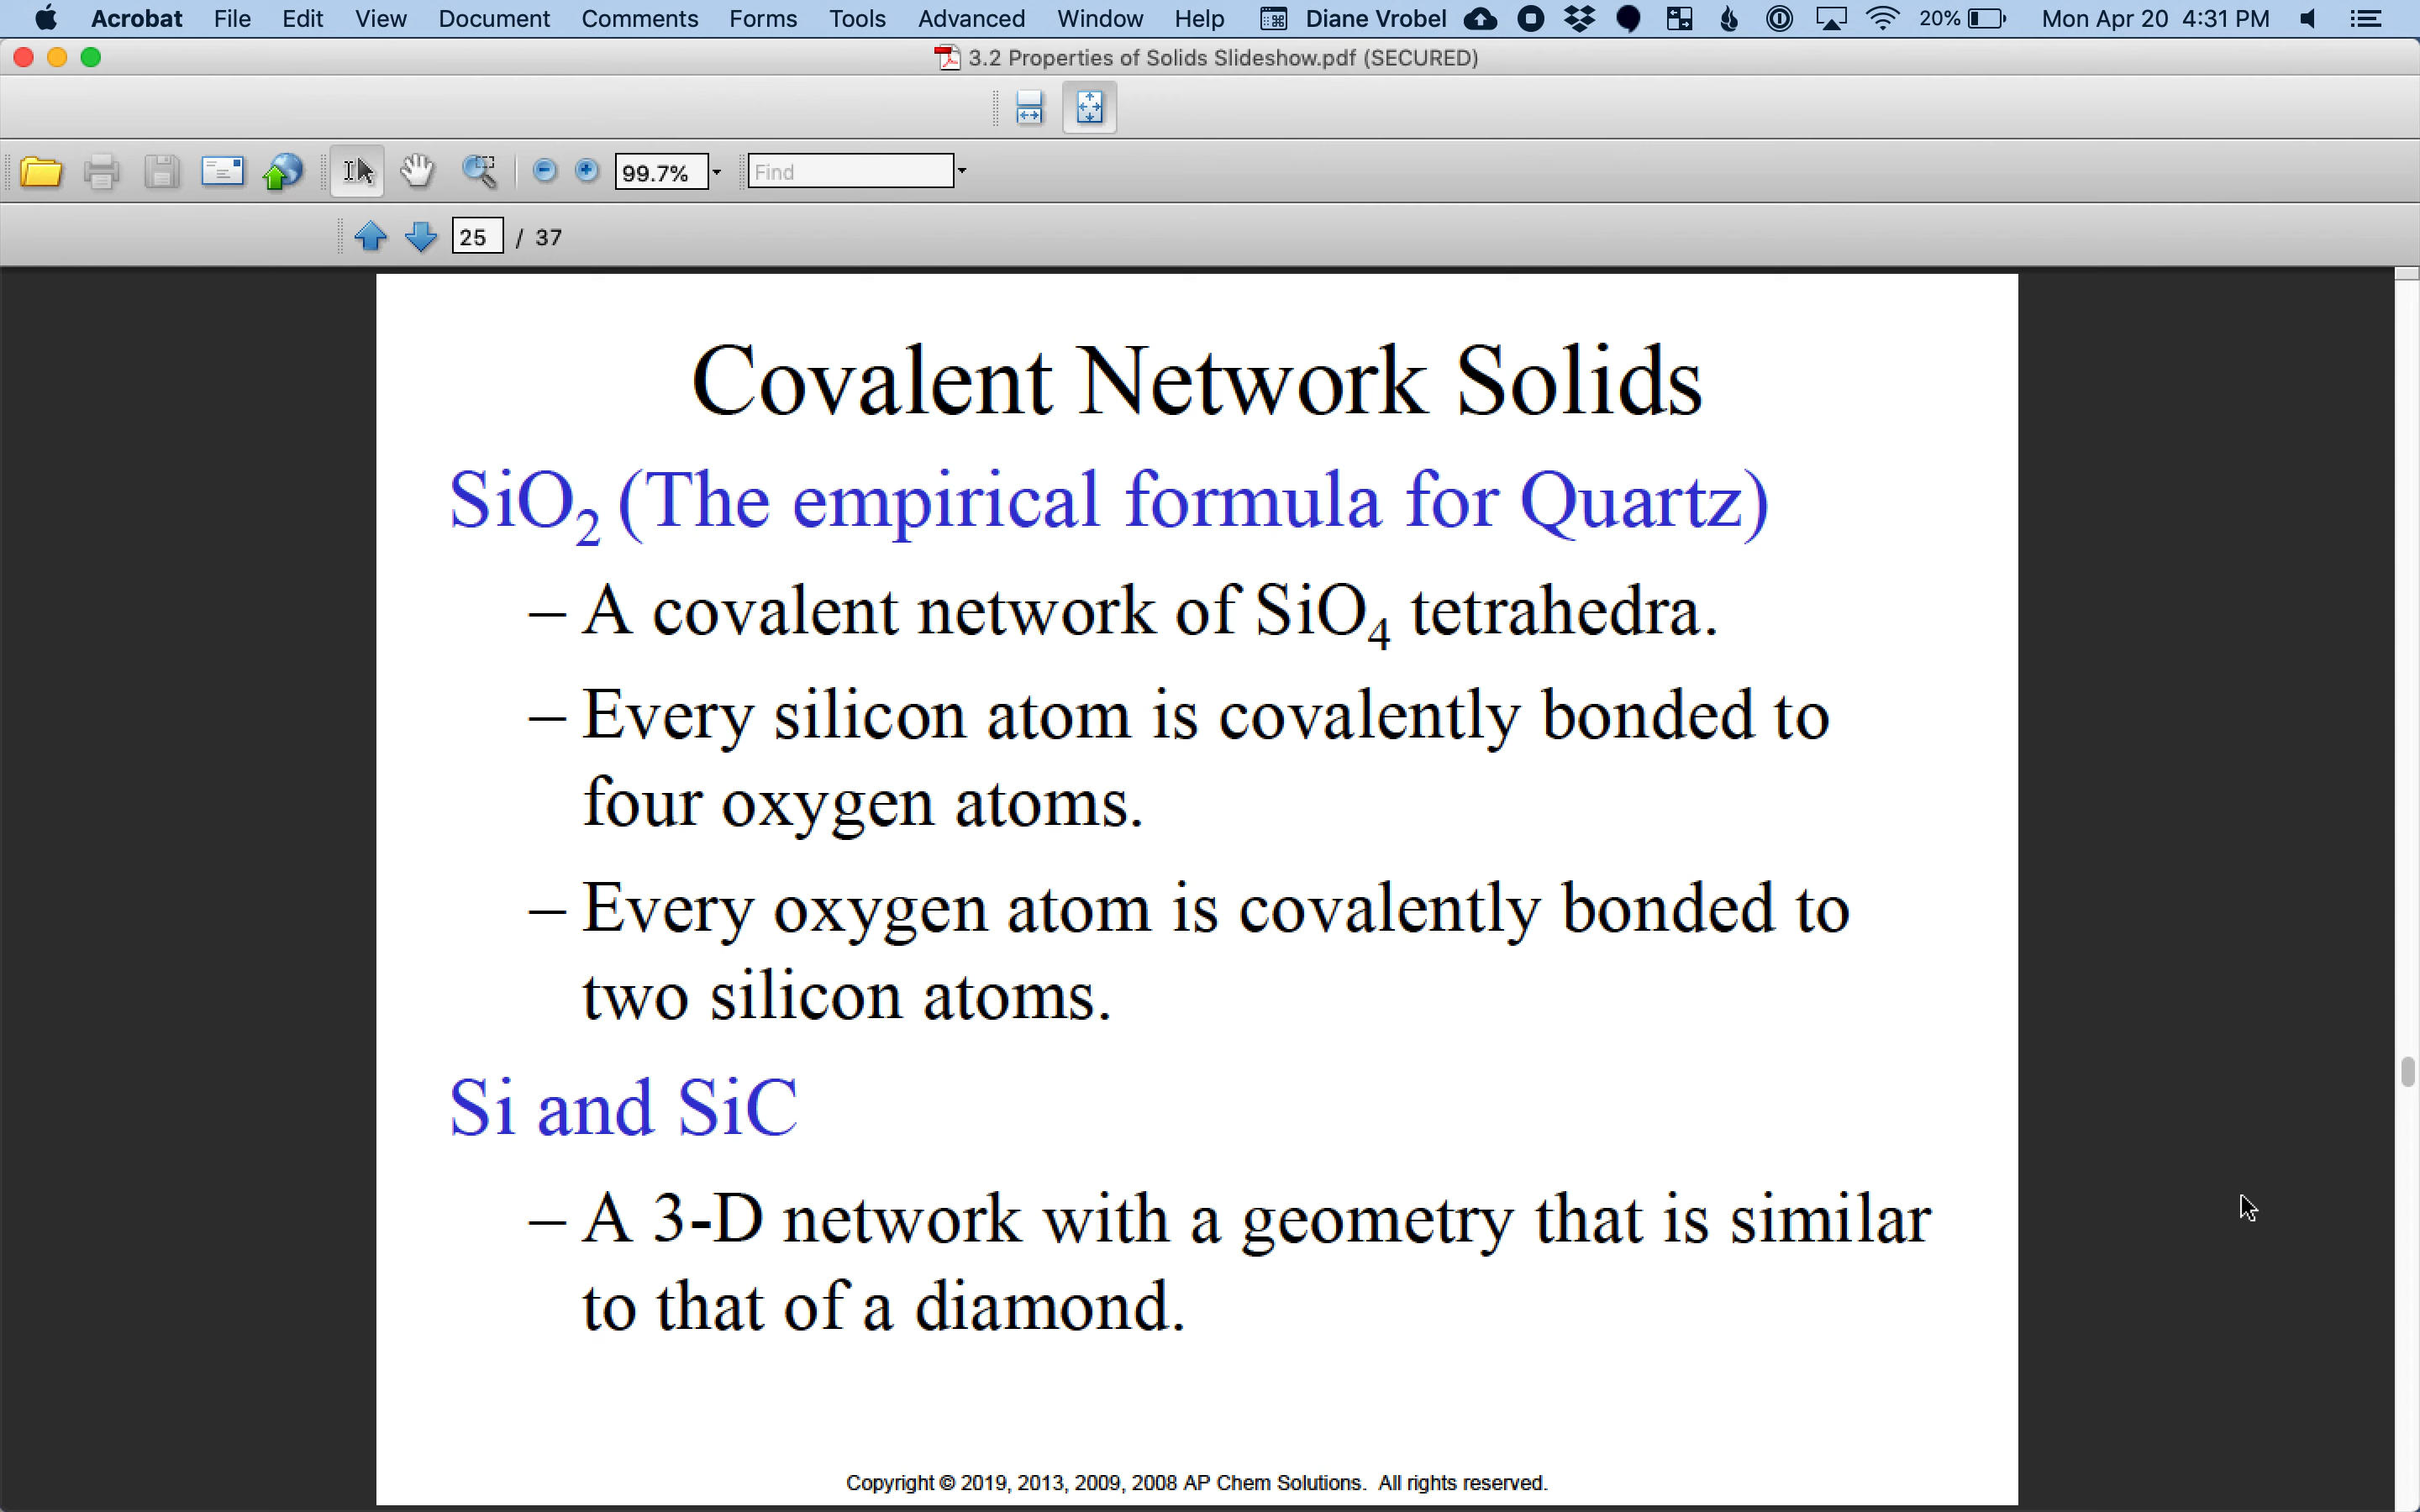 Acrobat File Edit View Document Comments Forms Tools Advanced Window Help Diane Vrobel 20% Mon Apr 20 4:31 PM
3.2 Properties of Solids Slideshow.pdf (SECURED)
99.7% Find
25 / 37
Covalent Network Solids
SiO₂ (The empirical formula for Quartz)
– A covalent network of SiO₄ tetrahedra.
– Every silicon atom is covalently bonded to
four oxygen atoms.
– Every oxygen atom is covalently bonded to
two silicon atoms.
Si and SiC
– A 3-D network with a geometry that is similar
to that of a diamond.
Copyright © 2019, 2013, 2009, 2008 AP Chem Solutions. All rights reserved.